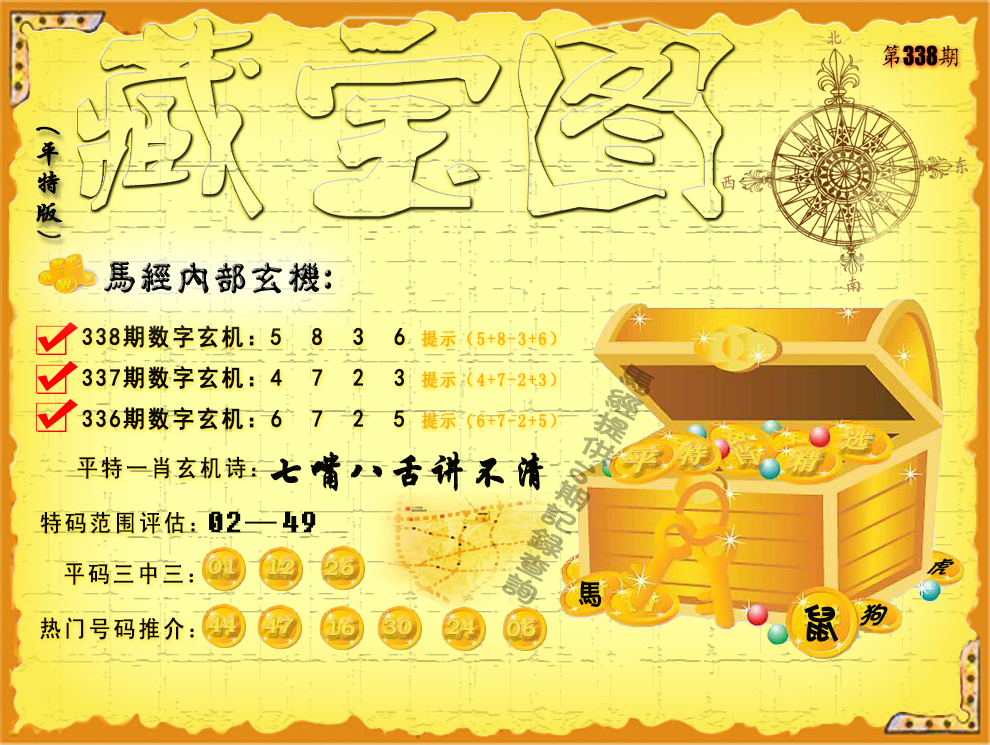 藏宝图
第338期
（平特版）
北
东
西
南
馬經內部玄機:
338期数字玄机：5 8 3 6 提示（5+8-3+6）
337期数字玄机：4 7 2 3 提示（4+7-2+3）
336期数字玄机：6 7 2 5 提示（6+7-2+5）
平特一肖玄机诗：七嘴八舌讲不清
特码范围评估：02—49
平码三中三：01 12 26
热门号码推介：44 47 16 30 24 06
平特肖精选
馬
鼠
狗
虎